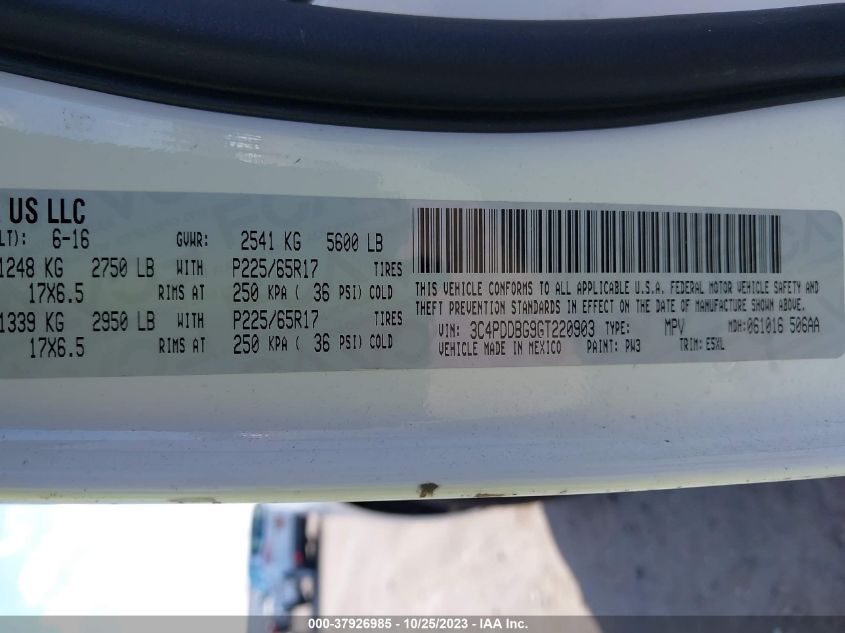 US LLC
LT): 6-16 GVWR: 2541 KG 5600 LB
1248 KG 2750 LB WITH P225/65R17 TIRES
17X6.5 RIMS AT 250 KPA ( 36 PSI) COLD
1339 KG 2950 LB WITH P225/65R17 TIRES
17X6.5 RIMS AT 250 KPA ( 36 PSI) COLD
THIS VEHICLE CONFORMS TO ALL APPLICABLE U.S.A. FEDERAL MOTOR VEHICLE SAFETY AND
THEFT PREVENTION STANDARDS IN EFFECT ON THE DATE OF MANUFACTURE SHOWN ABOVE.
VIN: 3C4PDDBG9GT220903 TYPE: MPV MDH:061016 506AA
VEHICLE MADE IN MEXICO PAINT: PW3 TRIM: E5XL
000-37926985 - 10/25/2023 - IAA Inc.